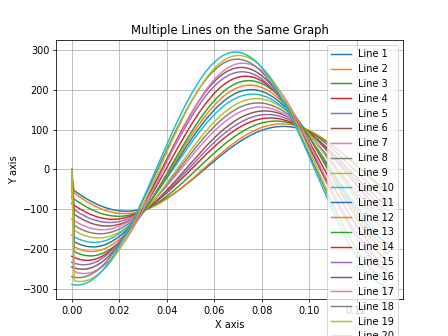 Multiple Lines on the Same Graph
300
200
100
0
−100
−200
−300
Y axis
0.00
0.02
0.04
0.06
0.08
0.10
X axis
Line 1
Line 2
Line 3
Line 4
Line 5
Line 6
Line 7
Line 8
Line 9
Line 10
Line 11
Line 12
Line 13
Line 14
Line 15
Line 16
Line 17
Line 18
Line 19
Line 20